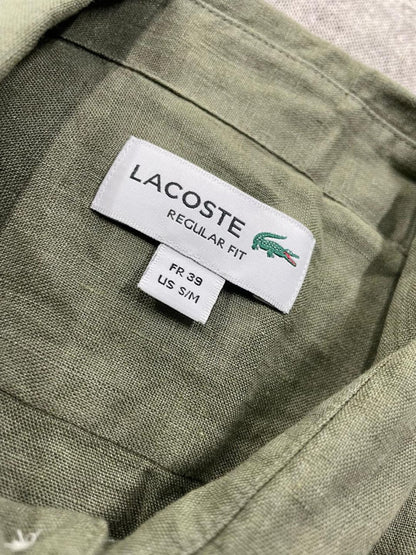 LACOSTE
REGULAR FIT
FR 39
US S/M